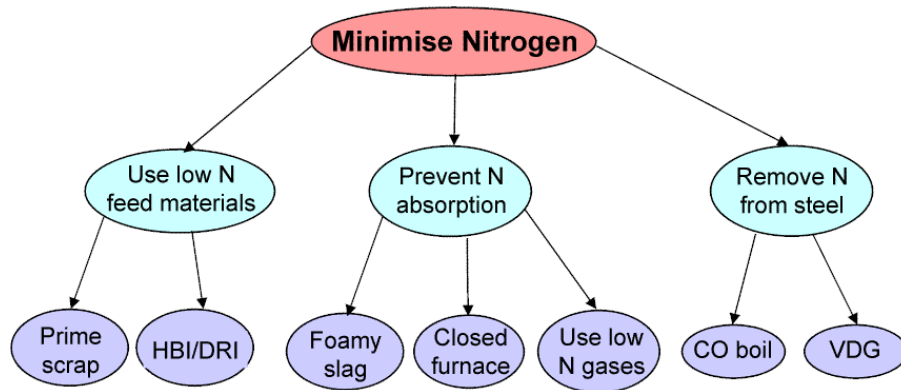 Minimise Nitrogen
Use low N
feed materials
Prevent N
absorption
Remove N
from steel
Prime
scrap
HBI/DRI
Foamy
slag
Closed
furnace
Use low
N gases
CO boil
VDG